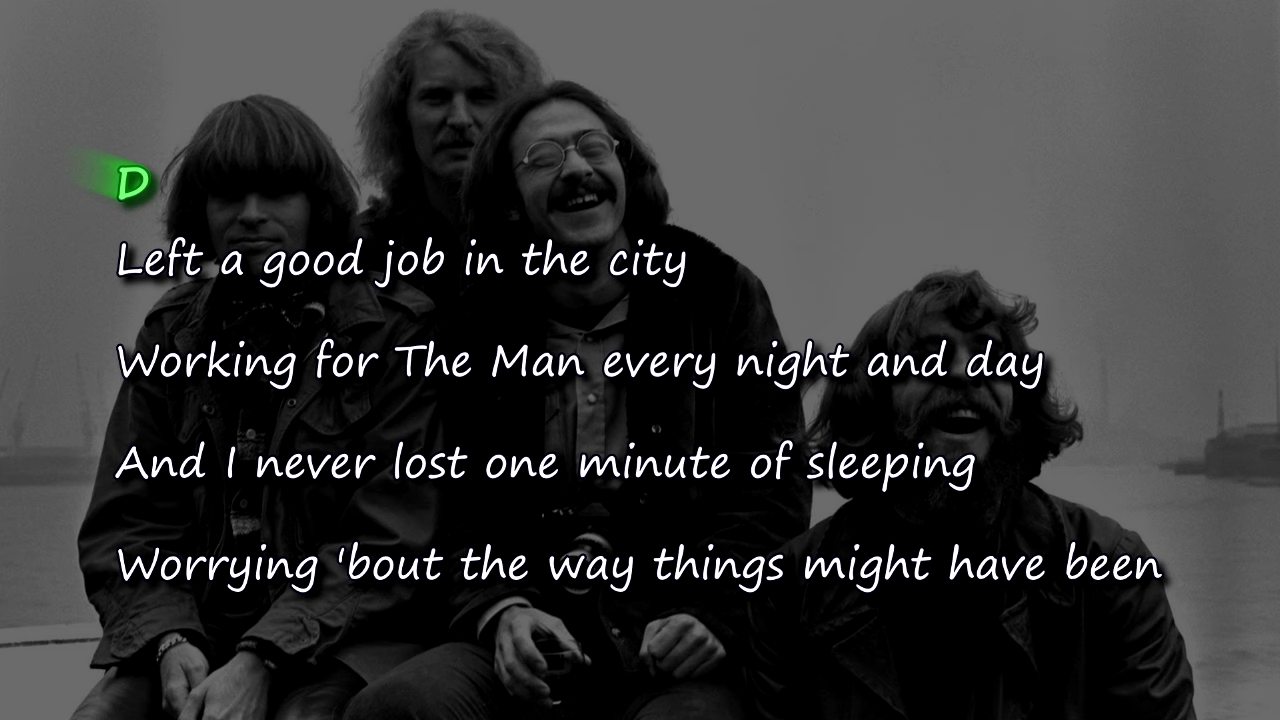 D
Left a good job in the city
Working for The Man every night and day
And I never lost one minute of sleeping
Worrying 'bout the way things might have been